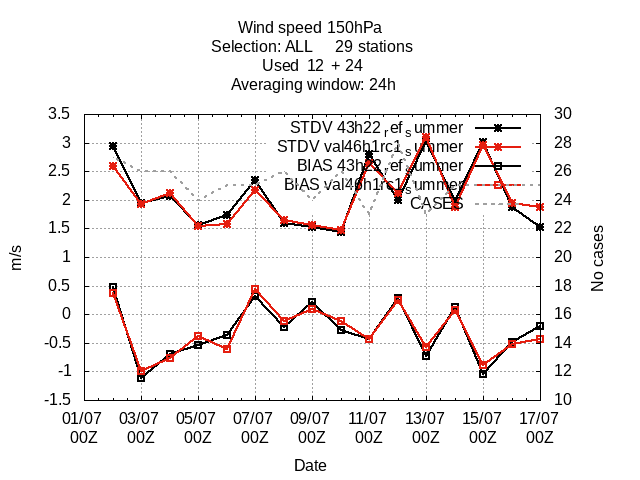 Wind speed 150hPa
Selection: ALL 29 stations
Used 12 + 24
Averaging window: 24h
3.5 30
STDV 43h22_ref_summer
3 28
STDV val46h1rc1_summer
2.5 26
BIAS 43h22_ref_summer
BIAS val46h1rc1_summer
2 24
CASES
1.5 22
1 20
0.5 18
0 16
-0.5 14
-1 12
-1.5 10
m/s
No cases
01/07 03/07 05/07 07/07 09/07 11/07 13/07 15/07 17/07
00Z 00Z 00Z 00Z 00Z 00Z 00Z 00Z 00Z
Date